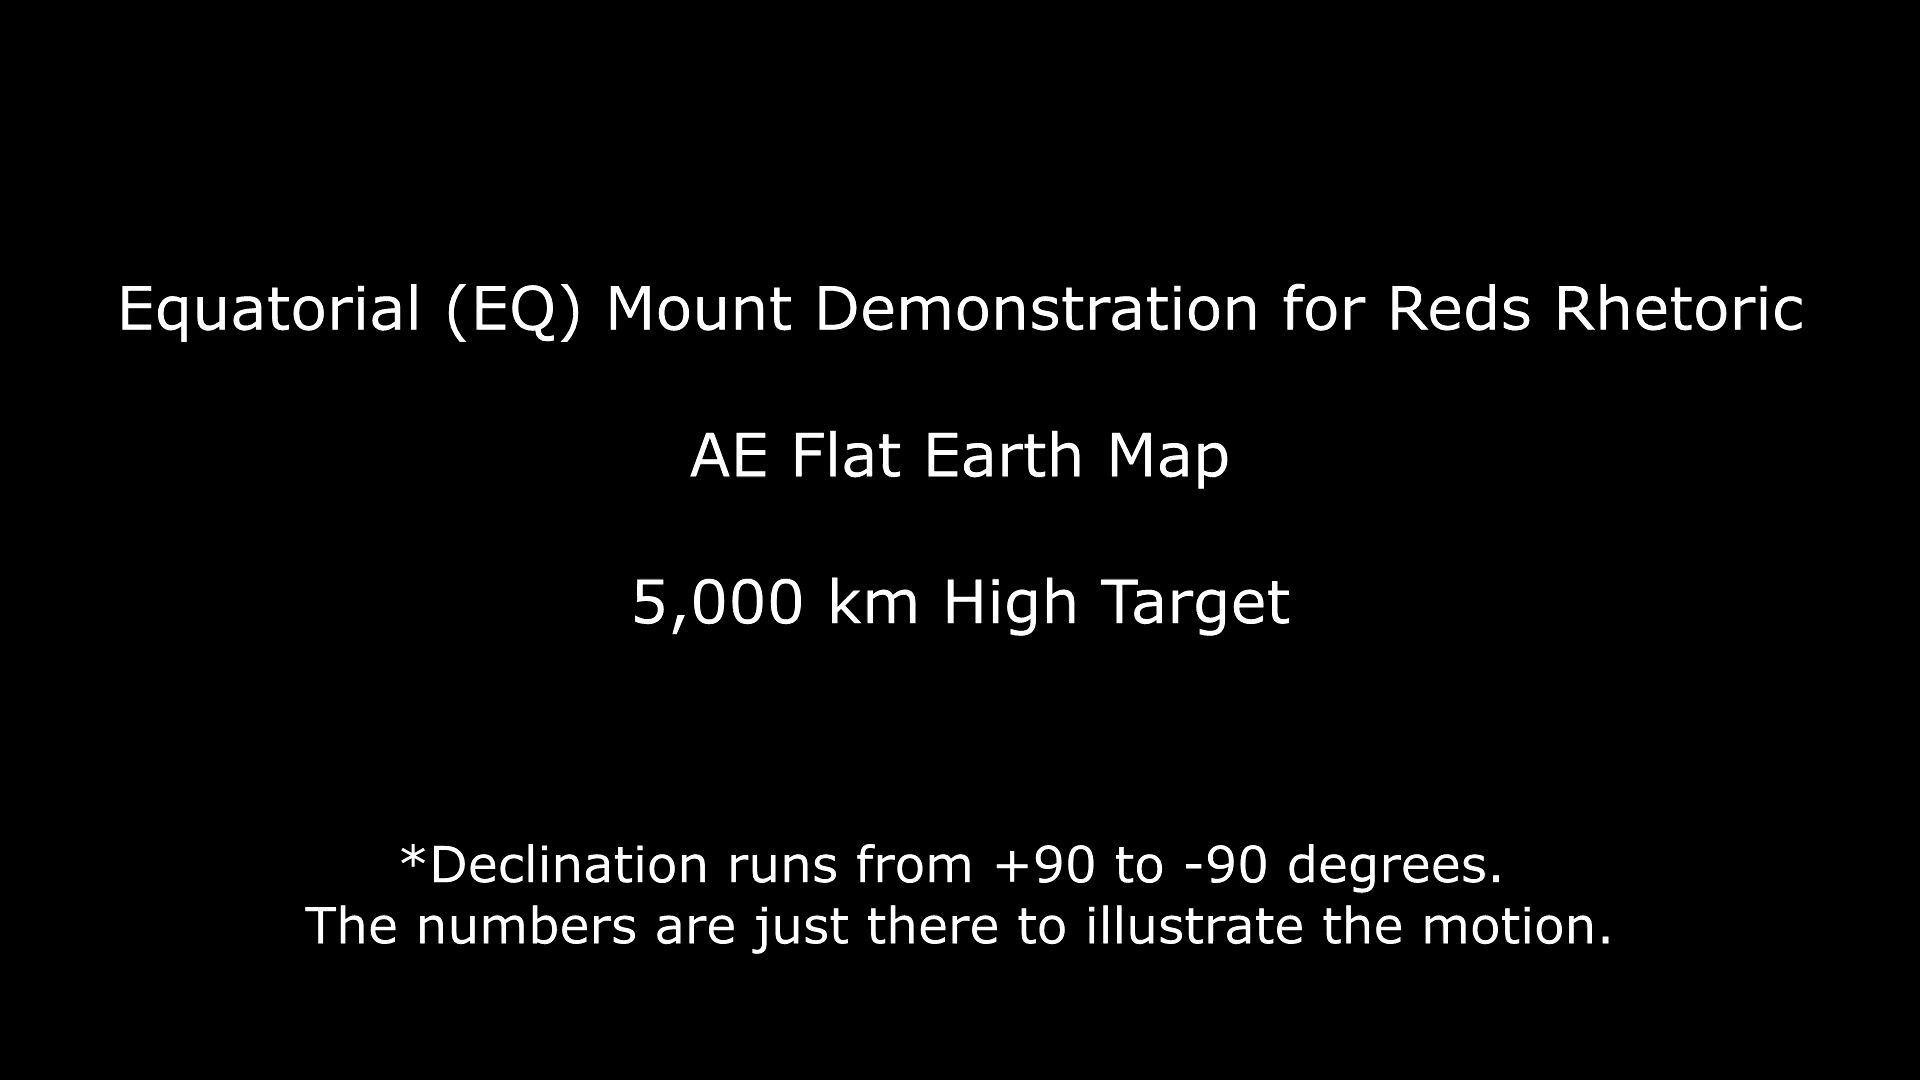 Equatorial (EQ) Mount Demonstration for Reds Rhetoric
AE Flat Earth Map
5,000 km High Target
*Declination runs from +90 to -90 degrees.
The numbers are just there to illustrate the motion.